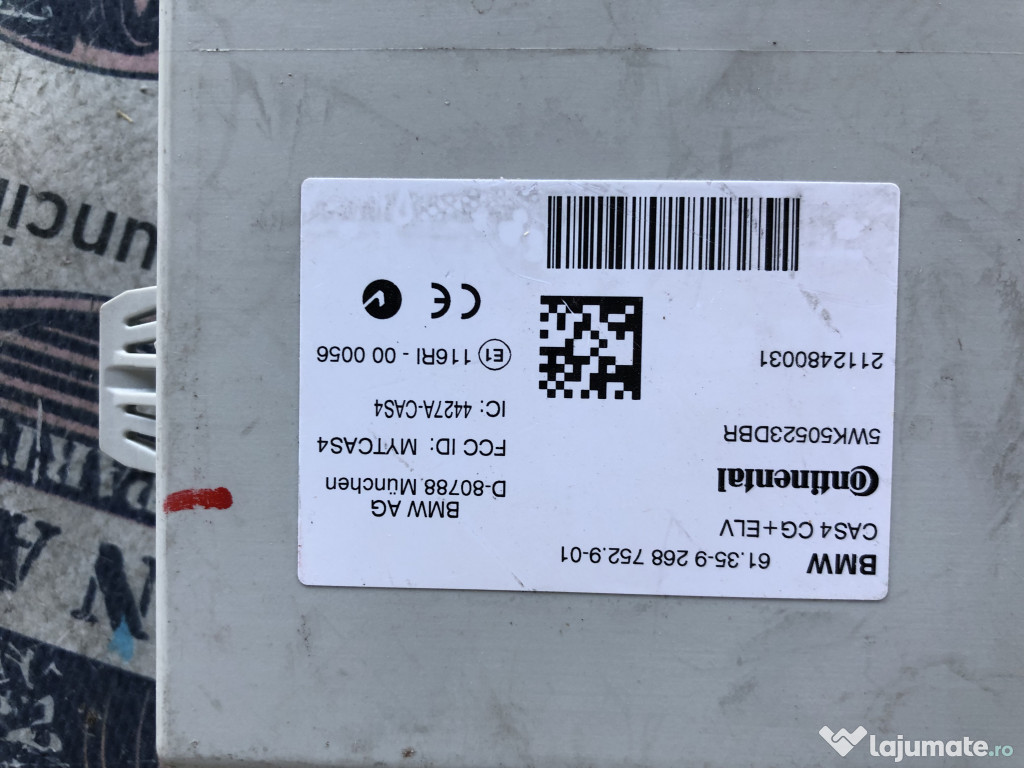 BMW 61.35-9 268 752.9-01
CAS4 CG+ELV
Continental
5WK50523DBR
2112480031
BMW AG
D-80788 München
FCC ID: MYTCAS4
IC: 4427A-CAS4
E1 116RI - 00 0056
CE
lajumate.ro